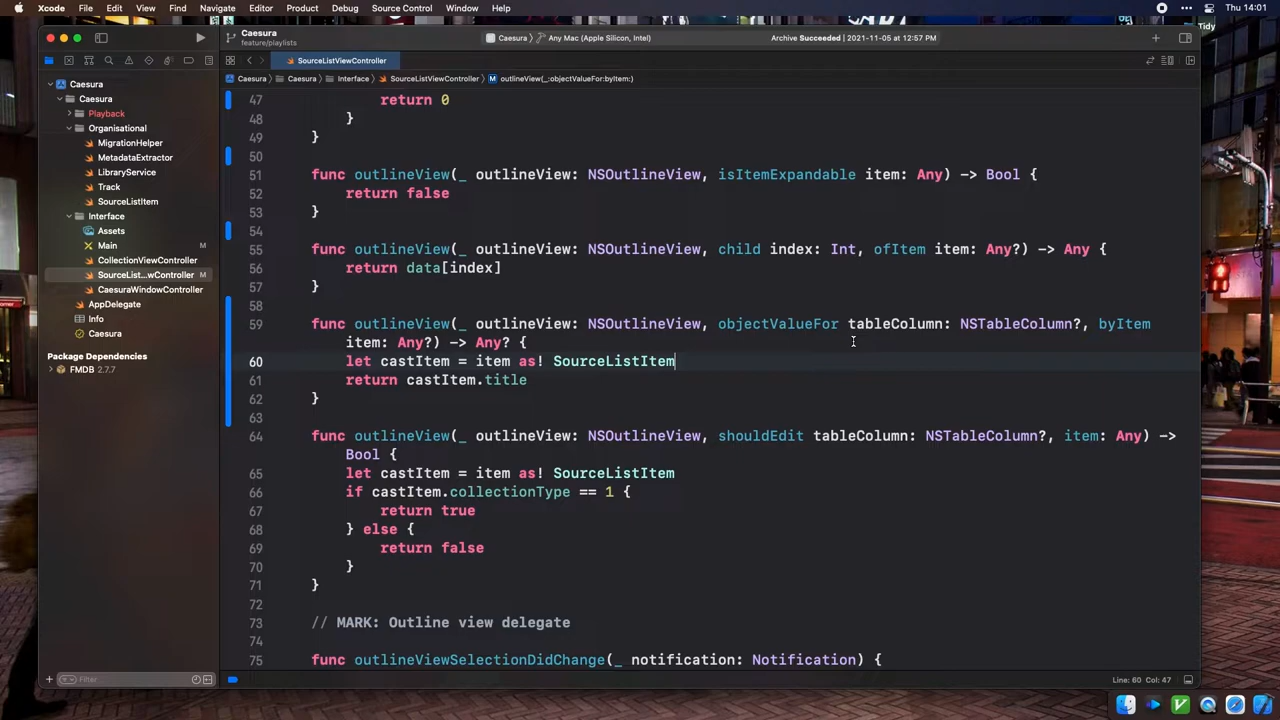 Xcode File Edit View Find Navigate Editor Product Debug Source Control Window Help
Thu 14:01
Tidy
Caesura
feature/playlists
Caesura 〉 Any Mac (Apple Silicon, Intel)
Archive Succeeded | 2021-11-05 at 12:57 PM
SourceListViewController
Caesura 〉 Caesura 〉 Interface 〉 SourceListViewController 〉 M outlineView(_:objectValueFor:byItem:)
Caesura
Caesura
Playback
Organisational
MigrationHelper
MetadataExtractor
LibraryService
Track
SourceListItem
Interface
Assets
Main M
CollectionViewController
SourceList...wController M
CaesuraWindowController
AppDelegate
Info
Caesura
Package Dependencies
FMDB 2.7.7
Filter
47 return 0
48 }
49 }
50
51 func outlineView(_ outlineView: NSOutlineView, isItemExpandable item: Any) -> Bool {
52 return false
53 }
54
55 func outlineView(_ outlineView: NSOutlineView, child index: Int, ofItem item: Any?) -> Any {
56 return data[index]
57 }
58
59 func outlineView(_ outlineView: NSOutlineView, objectValueFor tableColumn: NSTableColumn?, byItem
item: Any?) -> Any? {
60 let castItem = item as! SourceListItem
61 return castItem.title
62 }
63
64 func outlineView(_ outlineView: NSOutlineView, shouldEdit tableColumn: NSTableColumn?, item: Any) ->
Bool {
65 let castItem = item as! SourceListItem
66 if castItem.collectionType == 1 {
67 return true
68 } else {
69 return false
70 }
71 }
72
73 // MARK: Outline view delegate
74
75 func outlineViewSelectionDidChange(_ notification: Notification) {
Line: 60 Col: 47